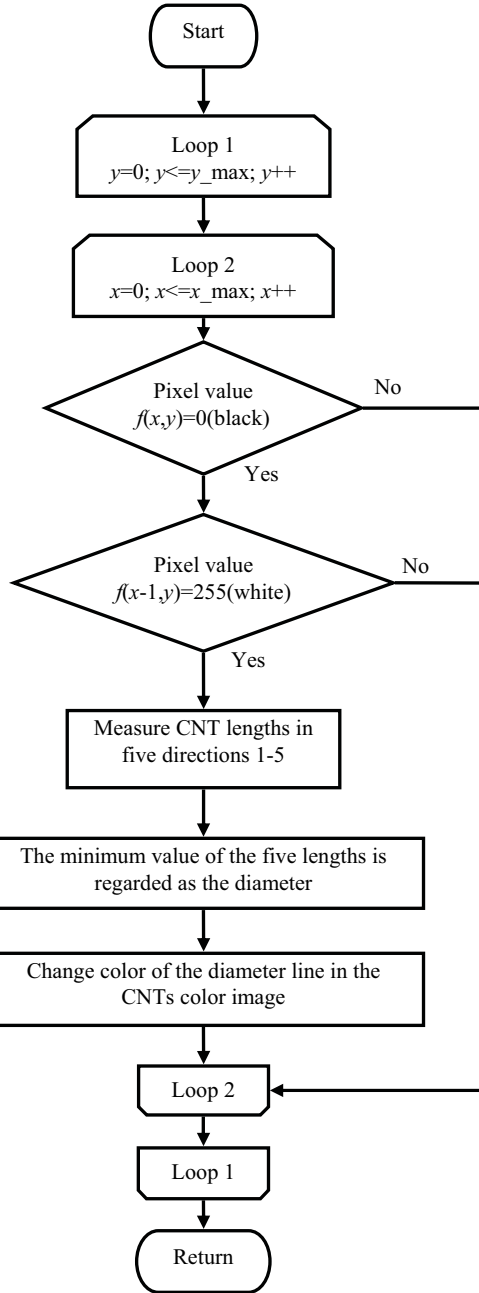 Start
Loop 1
y=0; y<=y_max; y++
Loop 2
x=0; x<=x_max; x++
Pixel value
f(x,y)=0(black)
No
Yes
Pixel value
f(x-1,y)=255(white)
No
Yes
Measure CNT lengths in
five directions 1-5
The minimum value of the five lengths is
regarded as the diameter
Change color of the diameter line in the
CNTs color image
Loop 2
Loop 1
Return